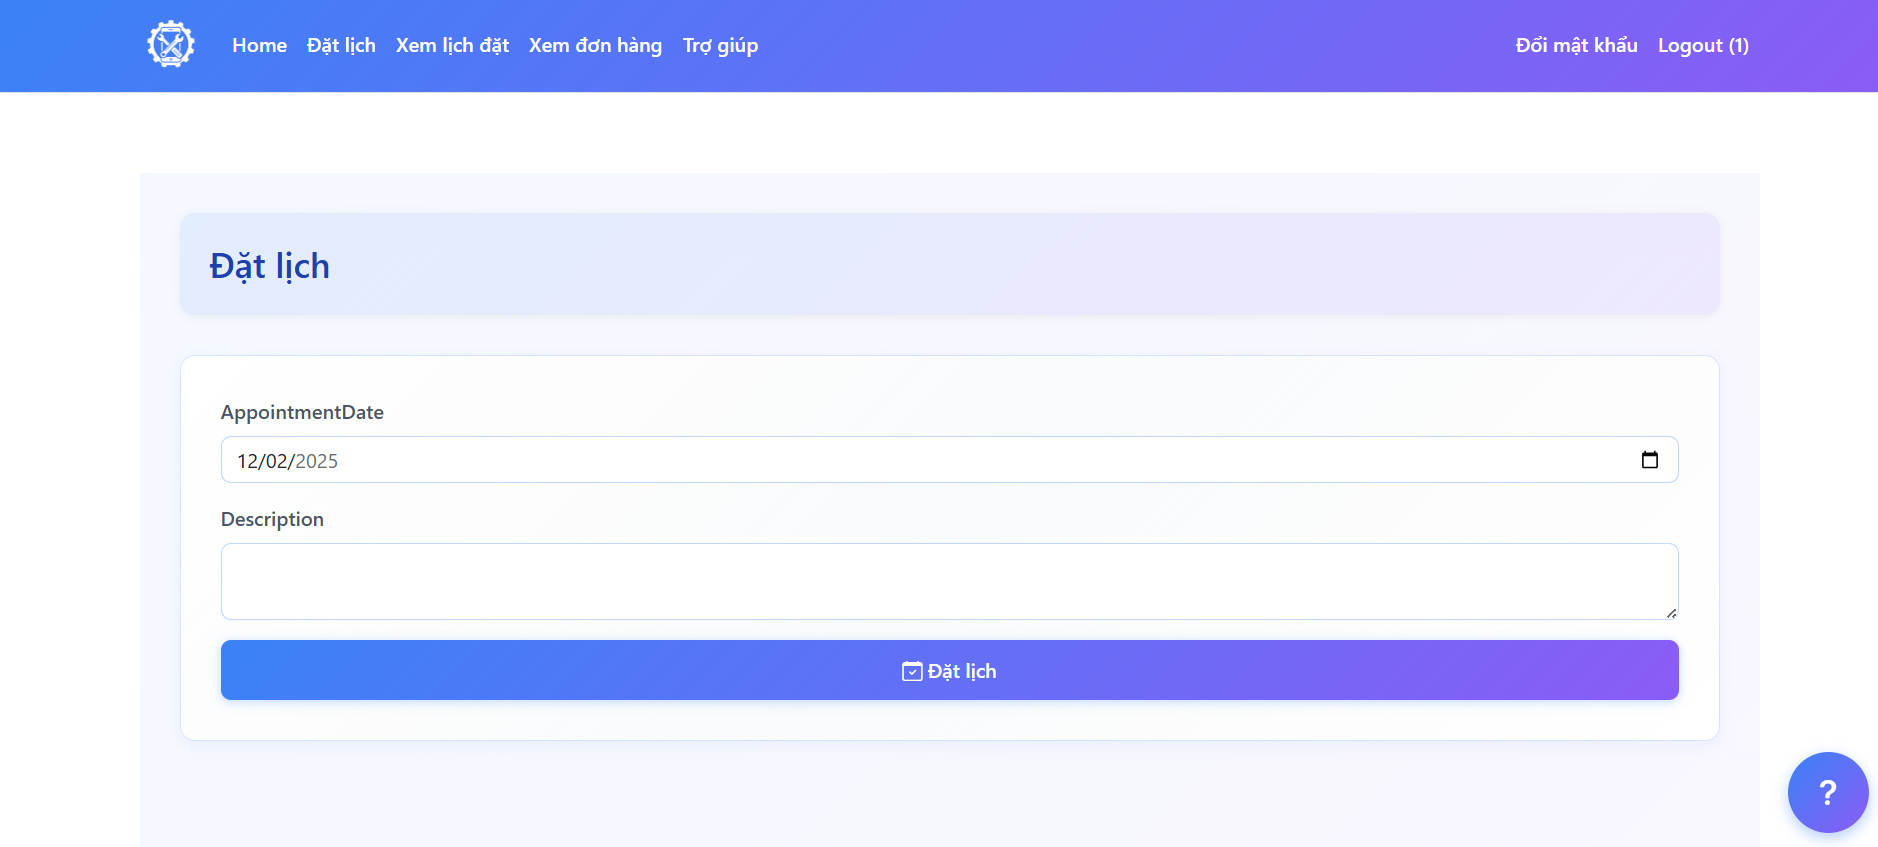 Home Đặt lịch Xem lịch đặt Xem đơn hàng Trợ giúp Đổi mật khẩu Logout (1)
Đặt lịch
AppointmentDate
12/02/2025
Description
Đặt lịch
?